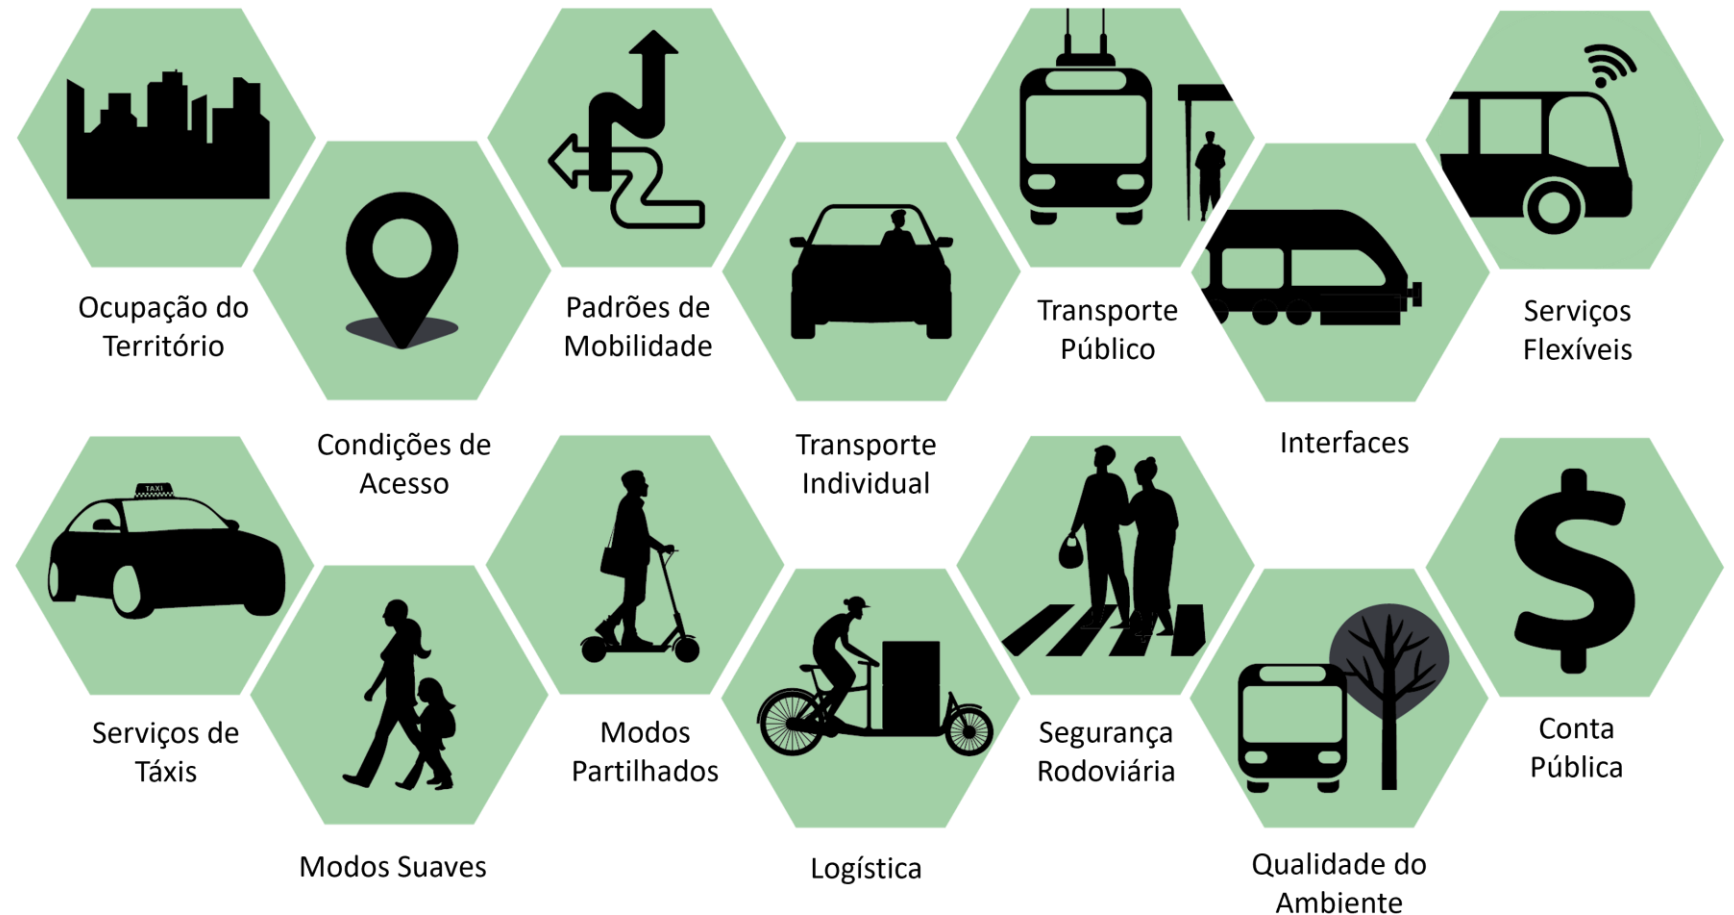 Ocupação do
Território
Condições de
Acesso
Padrões de
Mobilidade
Transporte
Individual
Transporte
Público
Interfaces
Serviços
Flexíveis
TAXI
Serviços de
Táxis
Modos Suaves
Modos
Partilhados
Logística
Segurança
Rodoviária
Qualidade do
Ambiente
$
Conta
Pública